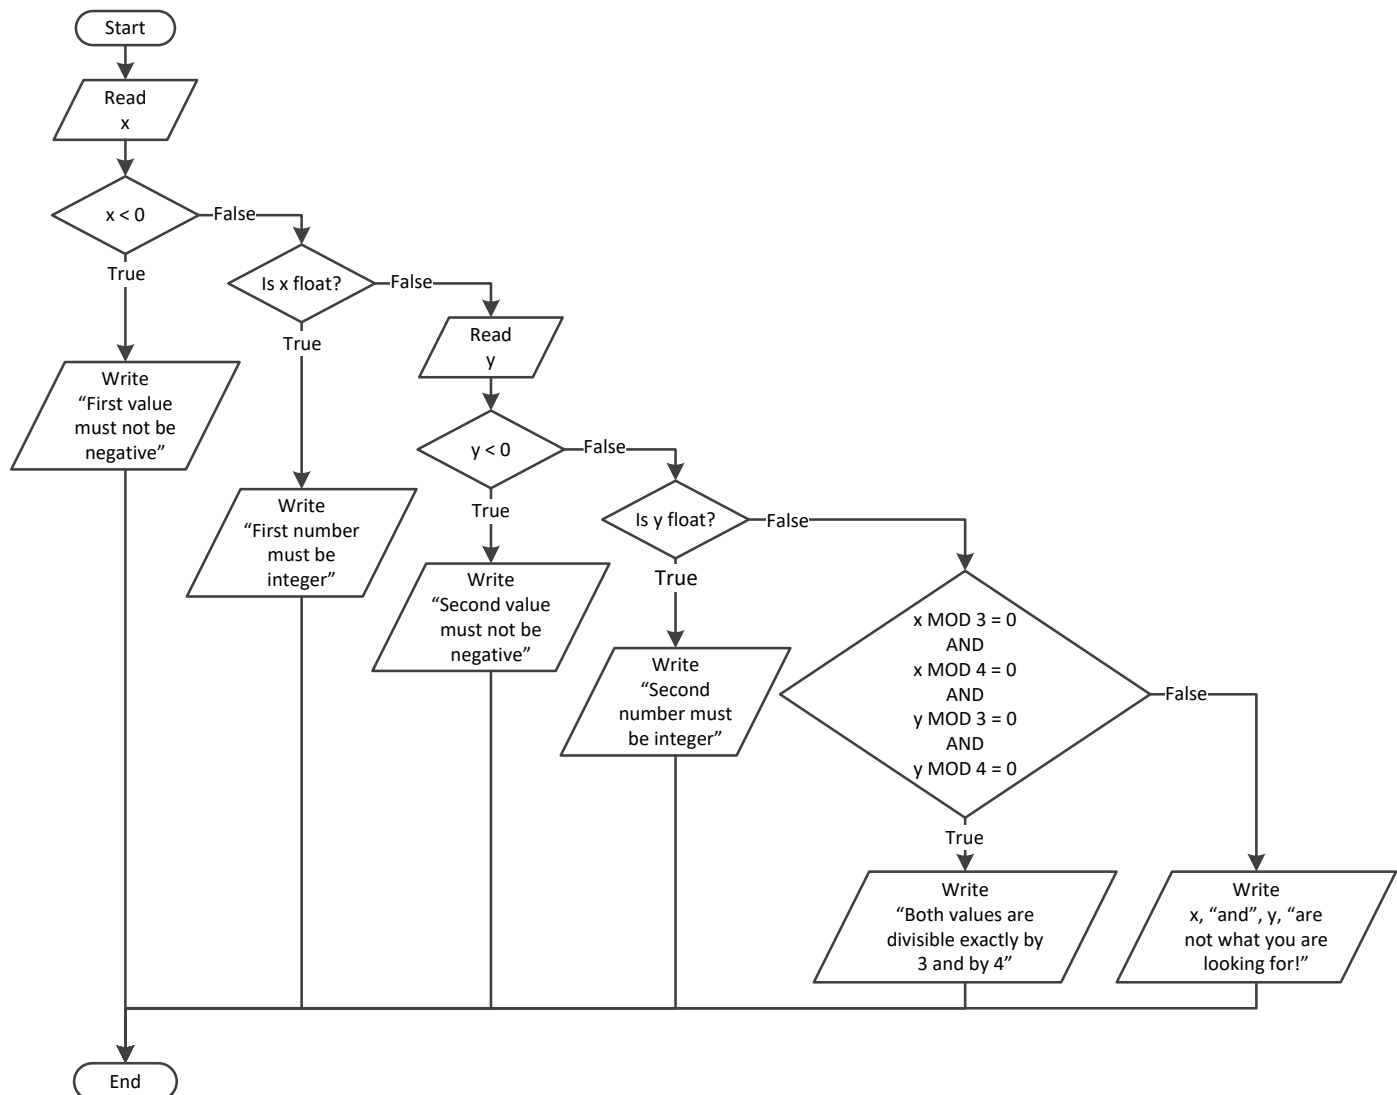 Start
Read
x
x < 0
False
True
Is x float?
False
True
Read
y
Write
“First value
must not be
negative”
y < 0
False
True
Write
“First number
must be
integer”
Is y float?
False
True
Write
“Second value
must not be
negative”
Write
“Second
number must
be integer”
x MOD 3 = 0
AND
x MOD 4 = 0
AND
y MOD 3 = 0
AND
y MOD 4 = 0
False
True
Write
“Both values are
divisible exactly by
3 and by 4”
Write
x, “and”, y, “are
not what you are
looking for!”
End